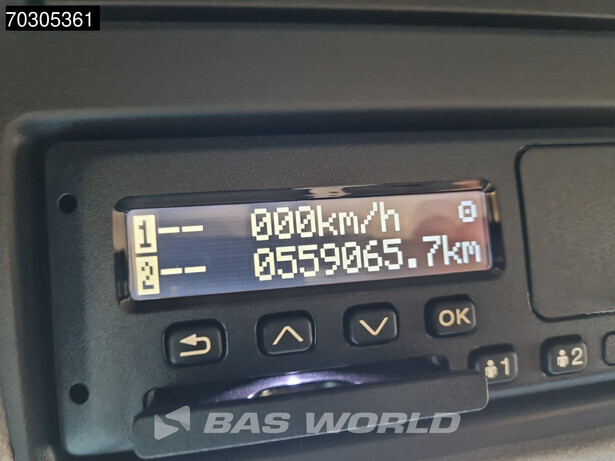 70305361
1 -- 000km/h
2 -- 0559065.7km
OK
1 2
BAS WORLD